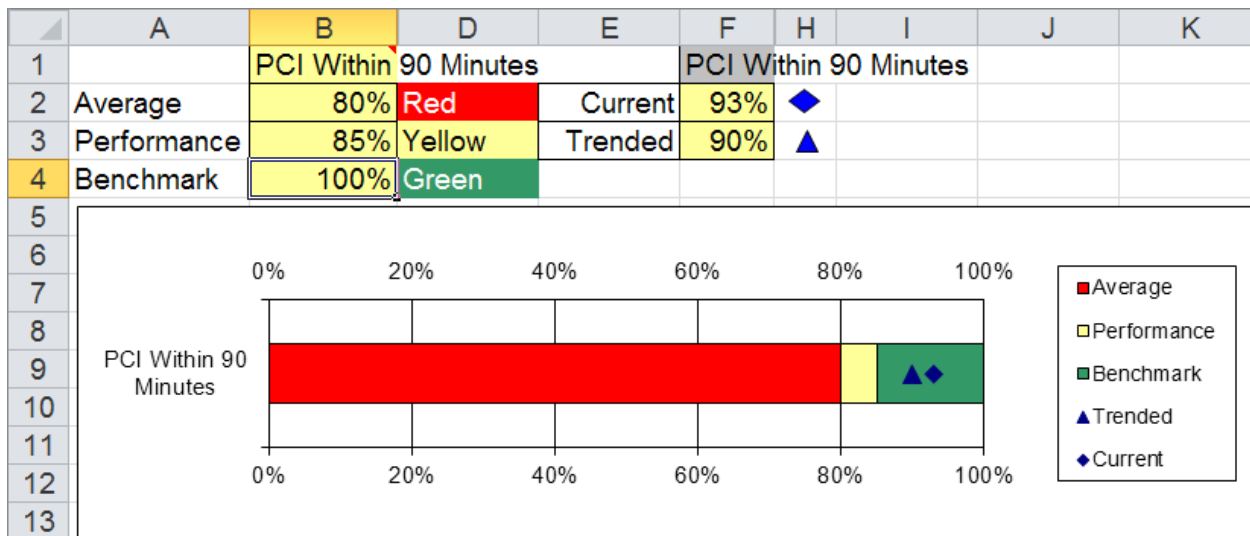 A B D E F H I J K
1 PCI Within 90 Minutes PCI Within 90 Minutes
2 Average 80% Red Current 93%
3 Performance 85% Yellow Trended 90%
4 Benchmark 100% Green
5
6
7
8
9
10
11
12
13
0% 20% 40% 60% 80% 100%
PCI Within 90
Minutes
0% 20% 40% 60% 80% 100%
Average
Performance
Benchmark
Trended
Current